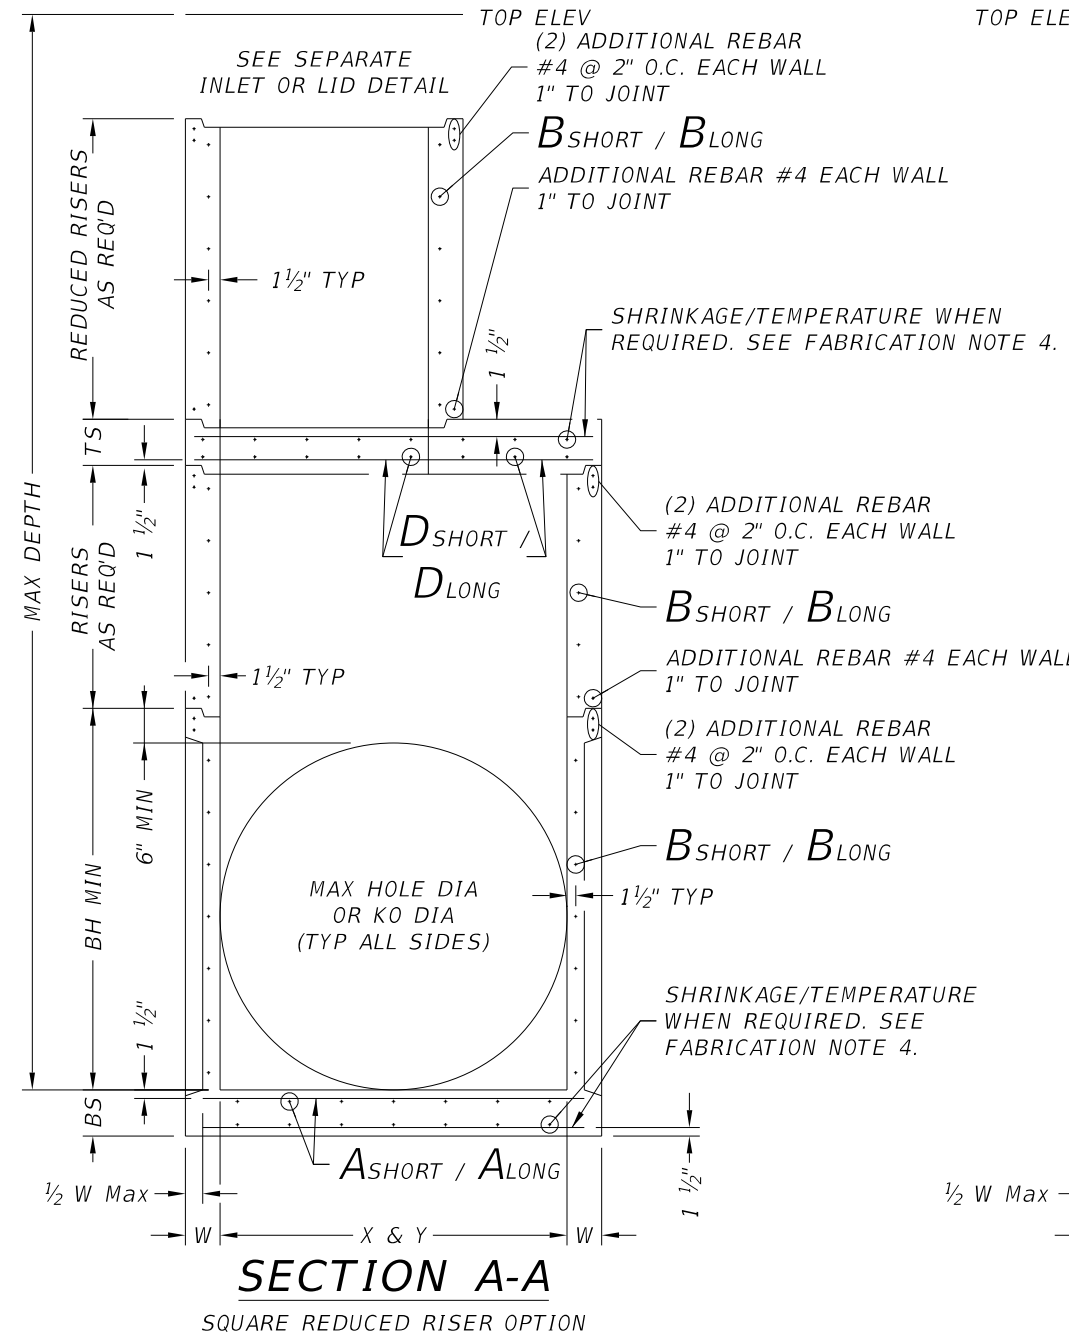 TOP ELEV
TOP ELE
SEE SEPARATE
INLET OR LID DETAIL
(2) ADDITIONAL REBAR
#4 @ 2" O.C. EACH WALL
1" TO JOINT
BSHORT / BLONG
ADDITIONAL REBAR #4 EACH WALL
1" TO JOINT
REDUCED RISERS
AS REQ'D
1½" TYP
SHRINKAGE/TEMPERATURE WHEN
REQUIRED. SEE FABRICATION NOTE 4.
1 ½"
TS
MAX DEPTH
RISERS
AS REQ'D
1 ½"
DSHORT /
DLONG
(2) ADDITIONAL REBAR
#4 @ 2" O.C. EACH WALL
1" TO JOINT
BSHORT / BLONG
1½" TYP
ADDITIONAL REBAR #4 EACH WALL
1" TO JOINT
(2) ADDITIONAL REBAR
#4 @ 2" O.C. EACH WALL
1" TO JOINT
6" MIN
BH MIN
BSHORT / BLONG
MAX HOLE DIA
OR KO DIA
(TYP ALL SIDES)
1½" TYP
1 ½"
SHRINKAGE/TEMPERATURE
WHEN REQUIRED. SEE
FABRICATION NOTE 4.
BS
ASHORT / ALONG
1 ½"
½ W Max
½ W Max
W
X & Y
W
SECTION A-A
SQUARE REDUCED RISER OPTION